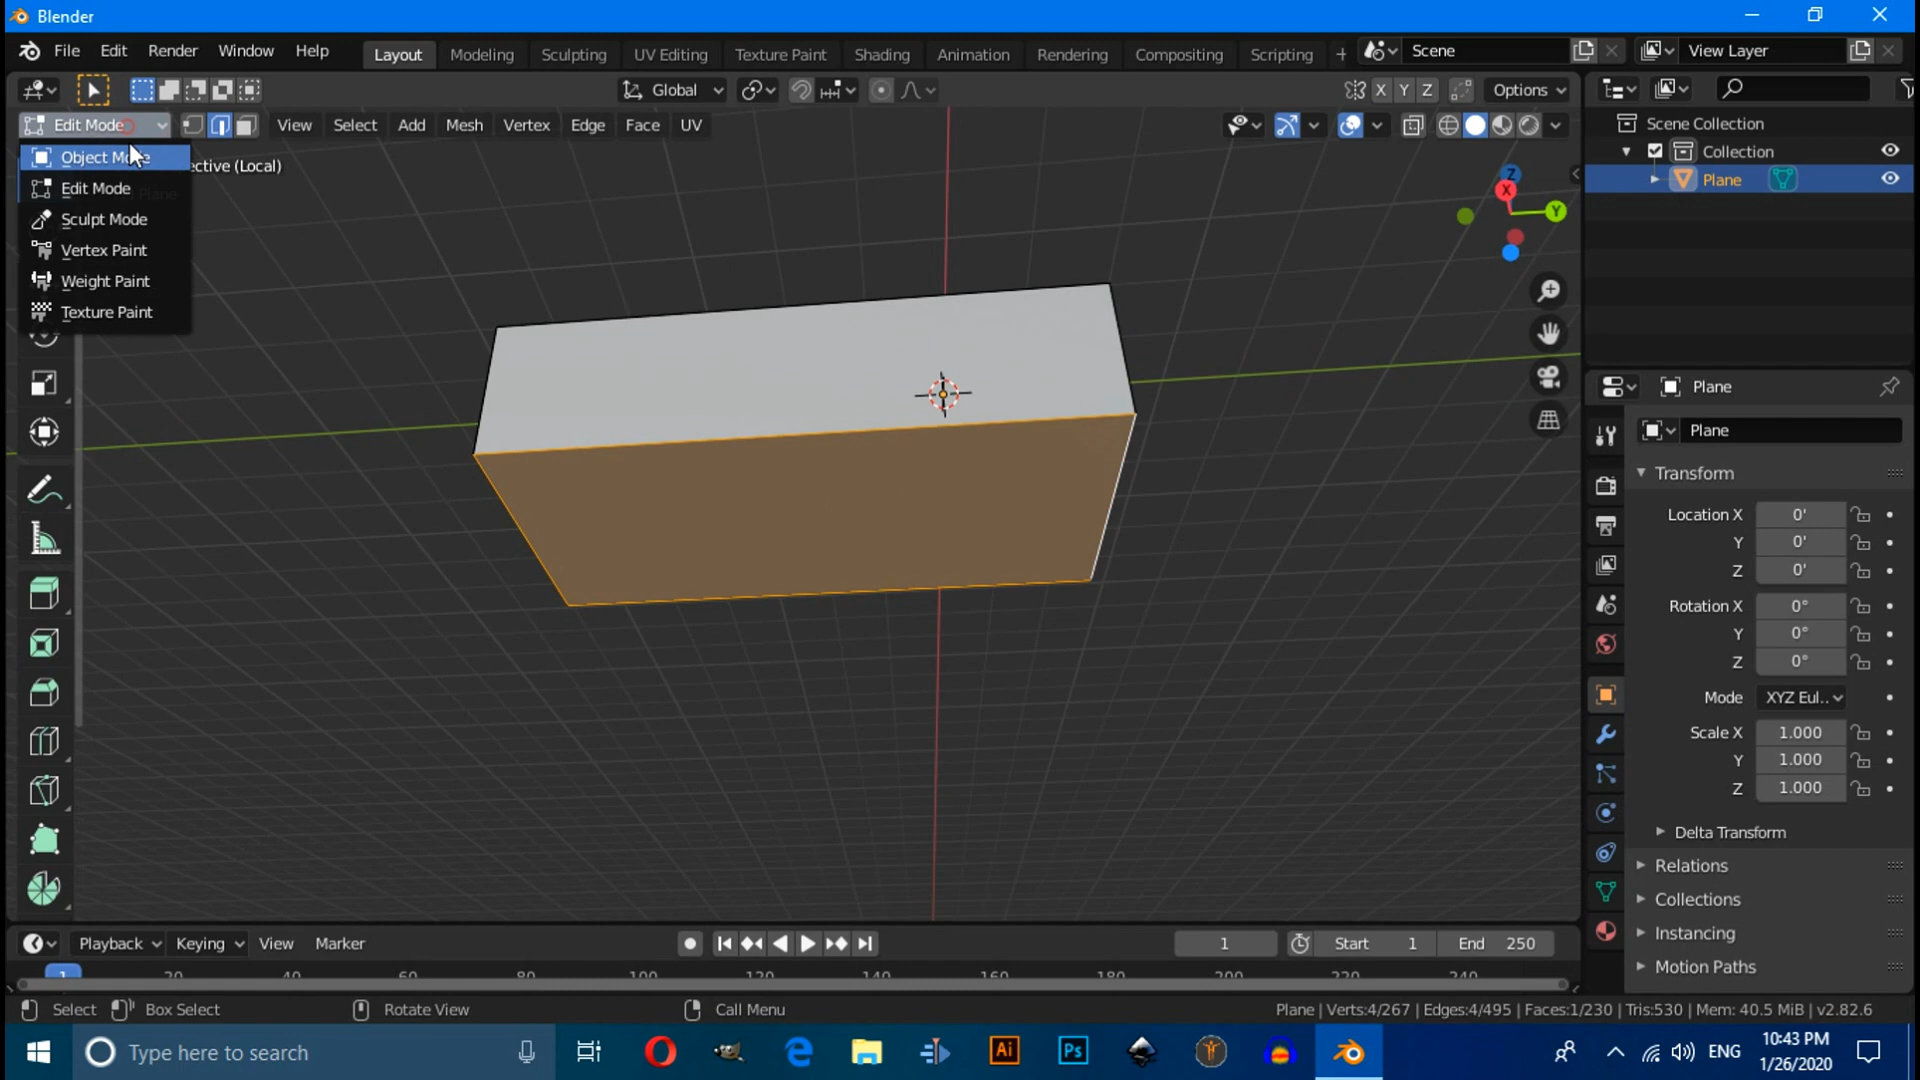 Blender
File Edit Render Window Help Layout Modeling Sculpting UV Editing Texture Paint Shading Animation Rendering Compositing Scripting + Scene View Layer
Global X Y Z Options
Edit Mode View Select Add Mesh Vertex Edge Face UV
Scene Collection
Object Mode ective (Local)
Collection
Edit Mode Plane
Plane
Sculpt Mode
Vertex Paint
Weight Paint
Texture Paint
Z
X
Y
Plane
Plane
Transform
Location X 0'
Y 0'
Z 0'
Rotation X 0°
Y 0°
Z 0°
Mode XYZ Eul..
Scale X 1.000
Y 1.000
Z 1.000
Delta Transform
Relations
Collections
Instancing
Motion Paths
Playback Keying View Marker 1 Start 1 End 250
1 20 40 60 80 100 120 140 160 180 200 220 240
Select Box Select Rotate View Call Menu Plane | Verts:4/267 | Edges:4/495 | Faces:1/230 | Tris:530 | Mem: 40.5 MiB | v2.82.6
Type here to search Ai Ps ENG 10:43 PM
1/26/2020